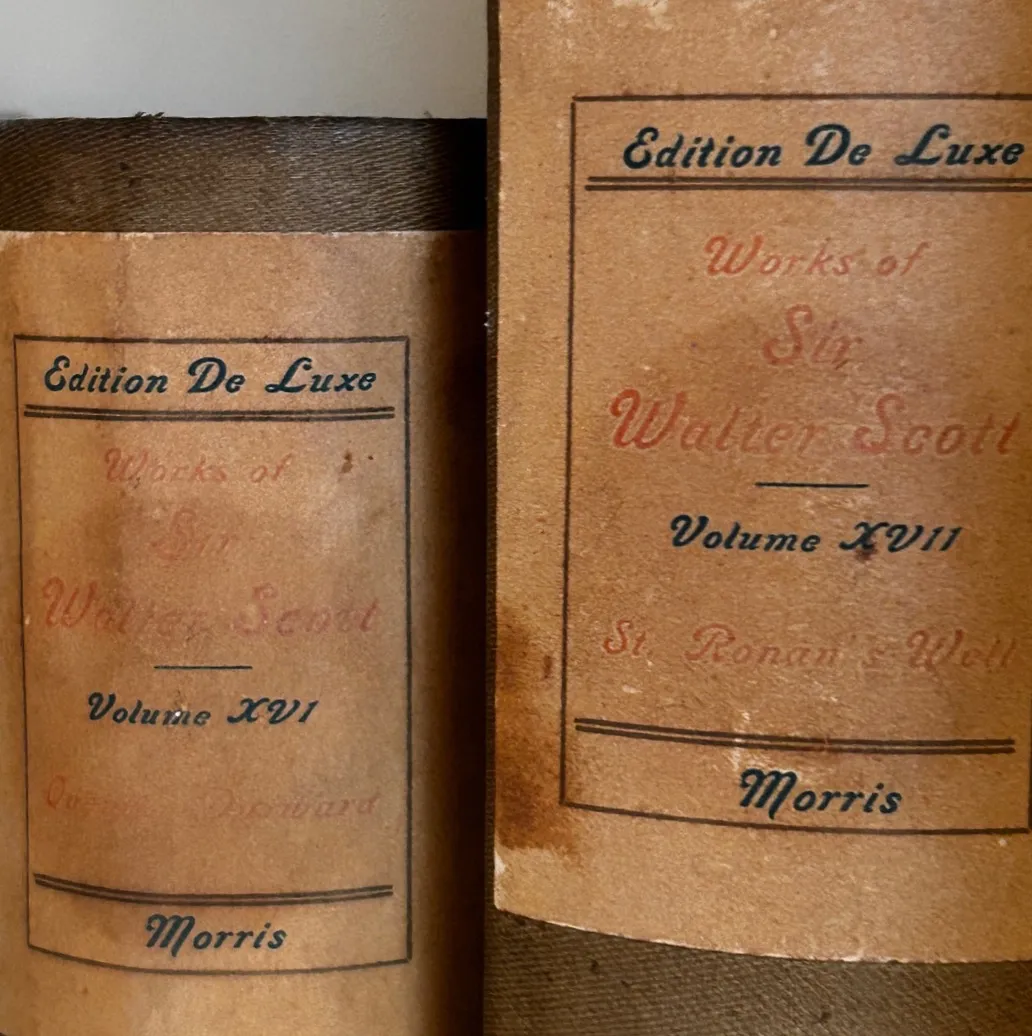 Edition De Luxe
Works of
Sir
Walter Scott
Volume XVI
Morris
Edition De Luxe
Works of
Sir
Walter Scott
Volume XVII
St. Ronan's Well
Morris